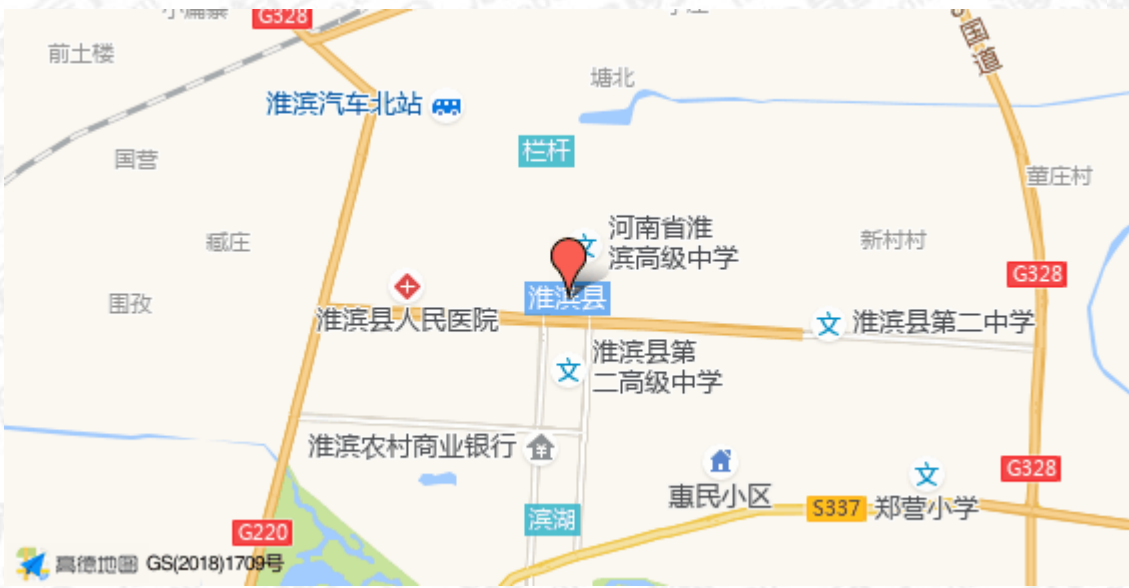 G328
国道
前土楼
塘北
淮滨汽车北站
栏杆
国营
董庄村
河南省淮
滨高级中学
臧庄
新村村
G328
围孜
淮滨县
淮滨县人民医院
淮滨县第二中学
淮滨县第
二高级中学
淮滨农村商业银行
惠民小区
G328
S337
郑营小学
滨湖
G220
高德地图 GS(2018)1709号